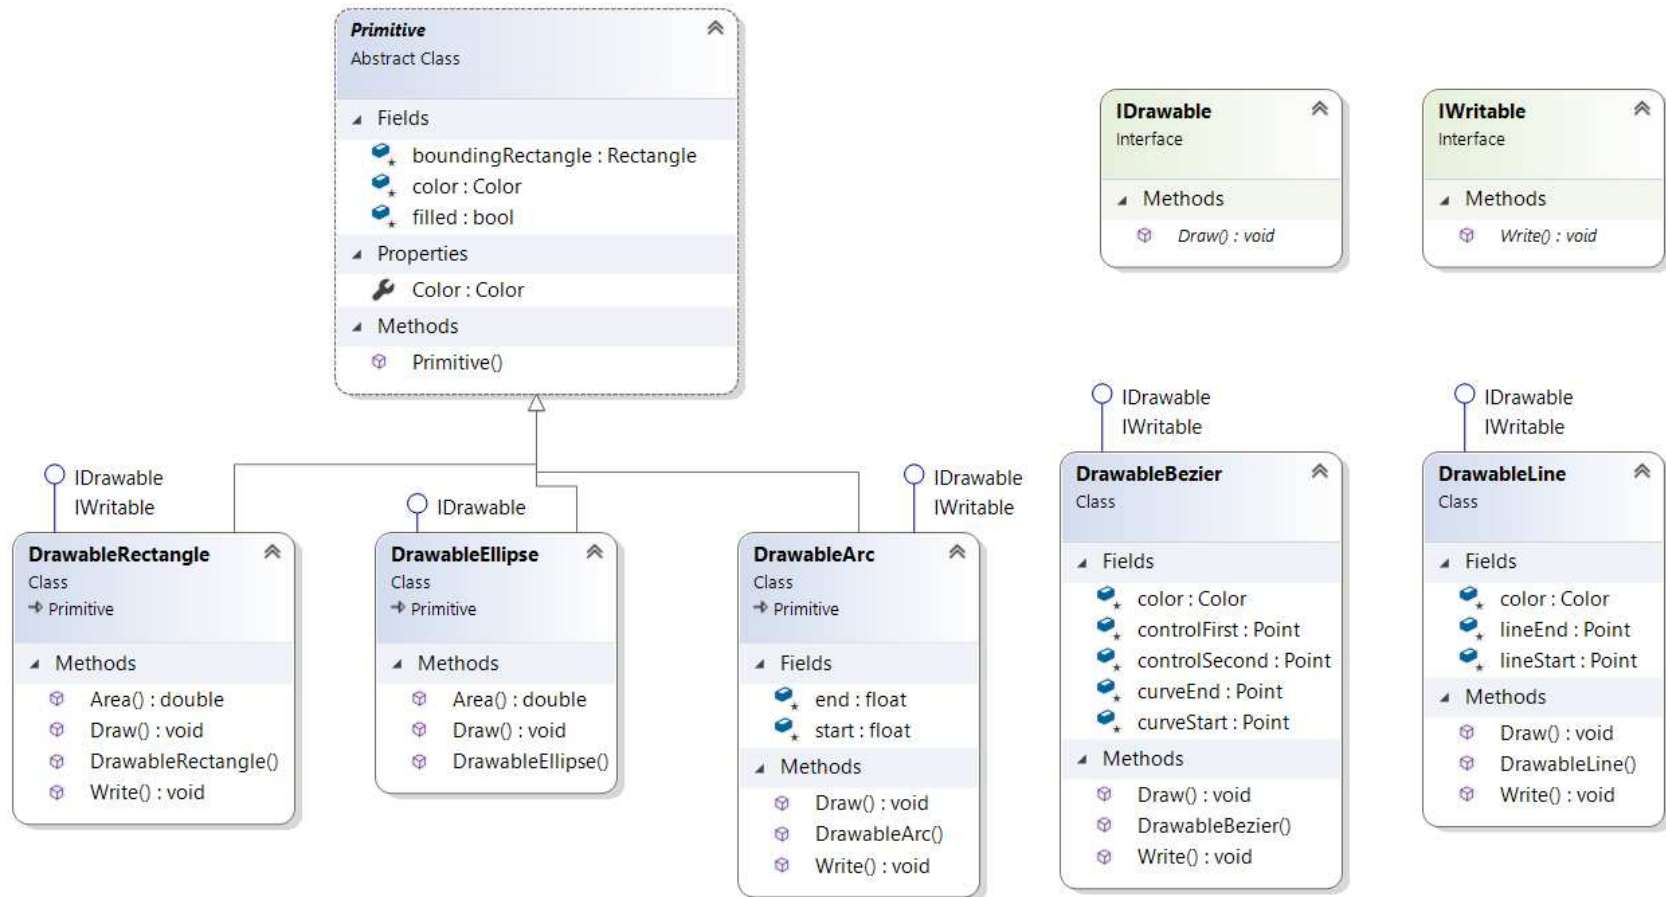 Primitive
Abstract Class
Fields
boundingRectangle : Rectangle
color : Color
filled : bool
Properties
Color : Color
Methods
Primitive()
IDrawable
Interface
Methods
Draw() : void
IWritable
Interface
Methods
Write() : void
IDrawable
IWritable
DrawableRectangle
Class
Primitive
Methods
Area() : double
Draw() : void
DrawableRectangle()
Write() : void
IDrawable
DrawableEllipse
Class
Primitive
Methods
Area() : double
Draw() : void
DrawableEllipse()
IDrawable
IWritable
DrawableArc
Class
Primitive
Fields
end : float
start : float
Methods
Draw() : void
DrawableArc()
Write() : void
IDrawable
IWritable
DrawableBezier
Class
Fields
color : Color
controlFirst : Point
controlSecond : Point
curveEnd : Point
curveStart : Point
Methods
Draw() : void
DrawableBezier()
Write() : void
IDrawable
IWritable
DrawableLine
Class
Fields
color : Color
lineEnd : Point
lineStart : Point
Methods
Draw() : void
DrawableLine()
Write() : void